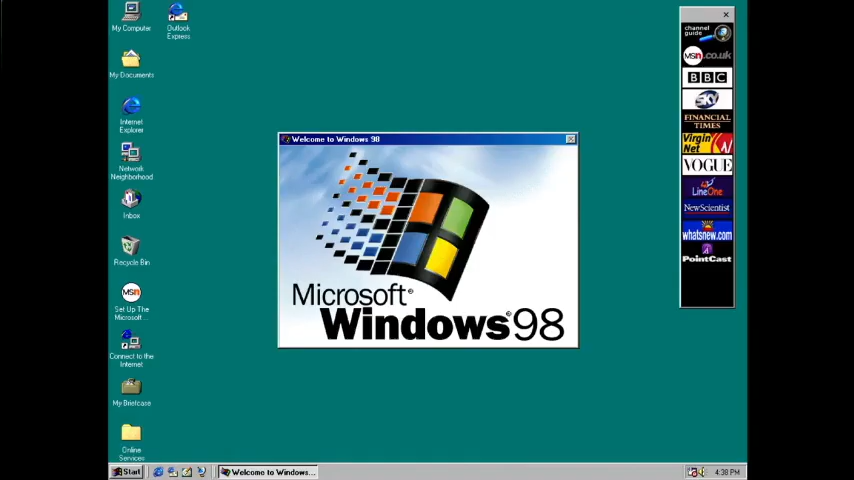 My Computer
Outlook
Express
My Documents
Internet
Explorer
Network
Neighborhood
Inbox
Recycle Bin
MSN
Set Up The
Microsoft ...
Connect to the
Internet
My Briefcase
Online
Services
Welcome to Windows 98
Microsoft®
Windows®98
channel
guide
msn.co.uk
BBC
SKY
FINANCIAL
TIMES
Virgin
Net
VOGUE
LineOne
NewScientist
whatsnew.com
PointCast
Start
Welcome to Windows...
4:38 PM